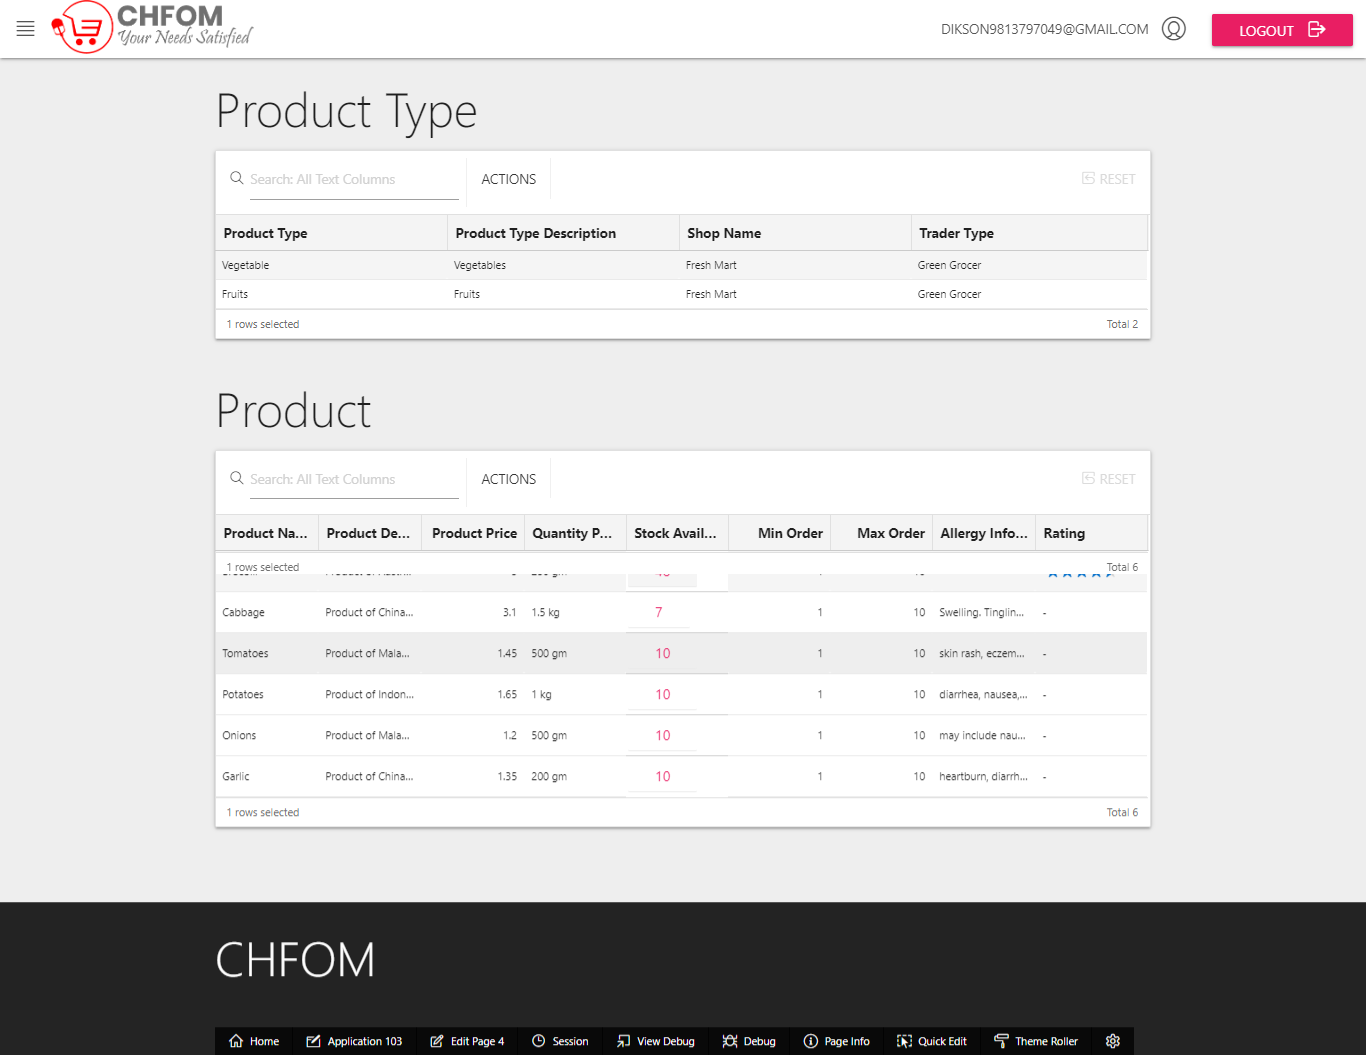 CHFOM
Your Needs Satisfied
DIKSON9813797049@GMAIL.COM
LOGOUT
Product Type
Search: All Text Columns
ACTIONS
RESET
Product Type Product Type Description Shop Name Trader Type
Vegetable Vegetables Fresh Mart Green Grocer
Fruits Fruits Fresh Mart Green Grocer
1 rows selected Total 2
Product
Search: All Text Columns
ACTIONS
RESET
Product Na... Product De... Product Price Quantity P... Stock Avail... Min Order Max Order Allergy Info... Rating
1 rows selected Total 6
Cabbage Product of China... 3.1 1.5 kg 7 1 10 Swelling. Tinglin... -
Tomatoes Product of Mala... 1.45 500 gm 10 1 10 skin rash, eczem... -
Potatoes Product of Indon... 1.65 1 kg 10 1 10 diarrhea, nausea,... -
Onions Product of Mala... 1.2 500 gm 10 1 10 may include nau... -
Garlic Product of China... 1.35 200 gm 10 1 10 heartburn, diarrh... -
1 rows selected Total 6
CHFOM
Home Application 103 Edit Page 4 Session View Debug Debug Page Info Quick Edit Theme Roller